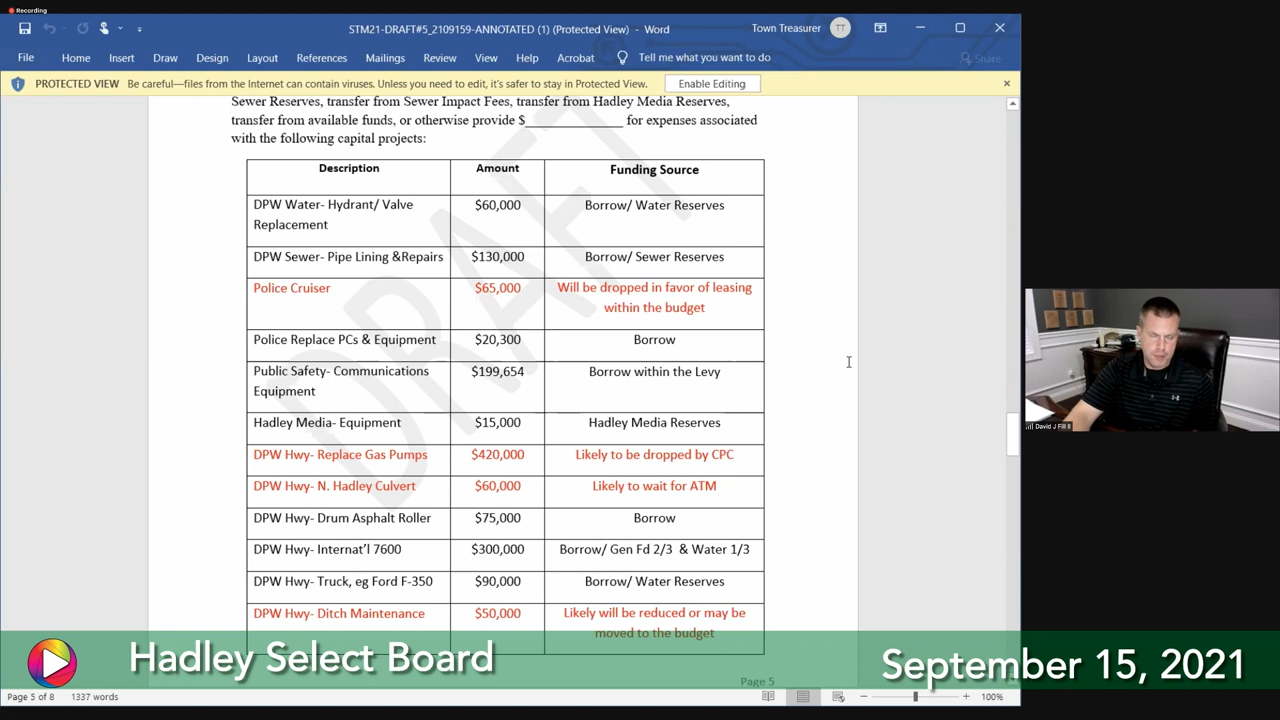 Recording
STM21-DRAFT#5_2109159-ANNOTATED (1) (Protected View) - Word
Town Treasurer
TT
File
Home
Insert
Draw
Design
Layout
References
Mailings
Review
View
Help
Acrobat
Tell me what you want to do
Share
PROTECTED VIEW
Be careful—files from the Internet can contain viruses. Unless you need to edit, it's safer to stay in Protected View.
Enable Editing
Sewer Reserves, transfer from Sewer Impact Fees, transfer from Hadley Media Reserves,
transfer from available funds, or otherwise provide $______________ for expenses associated
with the following capital projects:
Description Amount Funding Source
DPW Water- Hydrant/ Valve $60,000 Borrow/ Water Reserves
Replacement
DPW Sewer- Pipe Lining &Repairs $130,000 Borrow/ Sewer Reserves
Police Cruiser $65,000 Will be dropped in favor of leasing
within the budget
Police Replace PCs & Equipment $20,300 Borrow
Public Safety- Communications $199,654 Borrow within the Levy
Equipment
Hadley Media- Equipment $15,000 Hadley Media Reserves
DPW Hwy- Replace Gas Pumps $420,000 Likely to be dropped by CPC
DPW Hwy- N. Hadley Culvert $60,000 Likely to wait for ATM
DPW Hwy- Drum Asphalt Roller $75,000 Borrow
DPW Hwy- Internat'l 7600 $300,000 Borrow/ Gen Fd 2/3 & Water 1/3
DPW Hwy- Truck, eg Ford F-350 $90,000 Borrow/ Water Reserves
DPW Hwy- Ditch Maintenance $50,000 Likely will be reduced or may be
moved to the budget
DRAFT
Page 5
David J Fill II
Hadley Select Board
September 15, 2021
Page 5 of 8
1337 words
100%